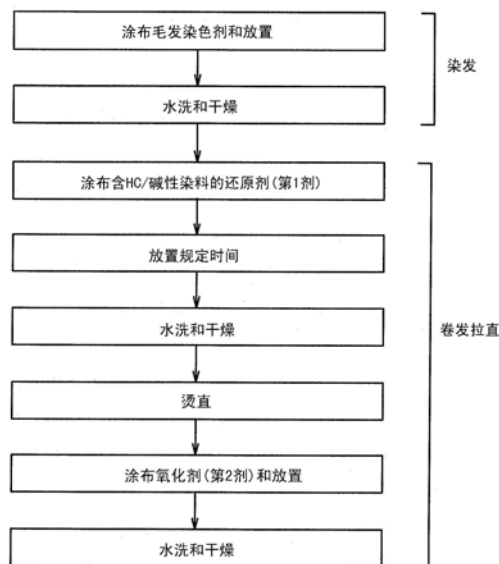 涂布毛发染色剂和放置
染发
水洗和干燥
涂布含HC/碱性染料的还原剂(第1剂)
放置规定时间
水洗和干燥
卷发拉直
烫直
涂布氧化剂(第2剂)和放置
水洗和干燥